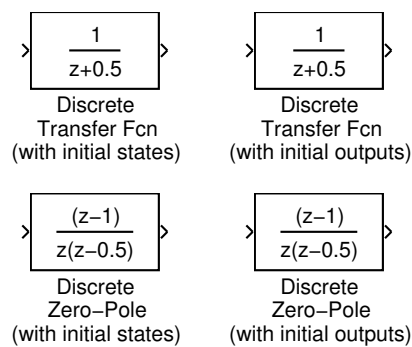 1
z+0.5
Discrete
Transfer Fcn
(with initial states)
1
z+0.5
Discrete
Transfer Fcn
(with initial outputs)
(z−1)
z(z−0.5)
Discrete
Zero−Pole
(with initial states)
(z−1)
z(z−0.5)
Discrete
Zero−Pole
(with initial outputs)